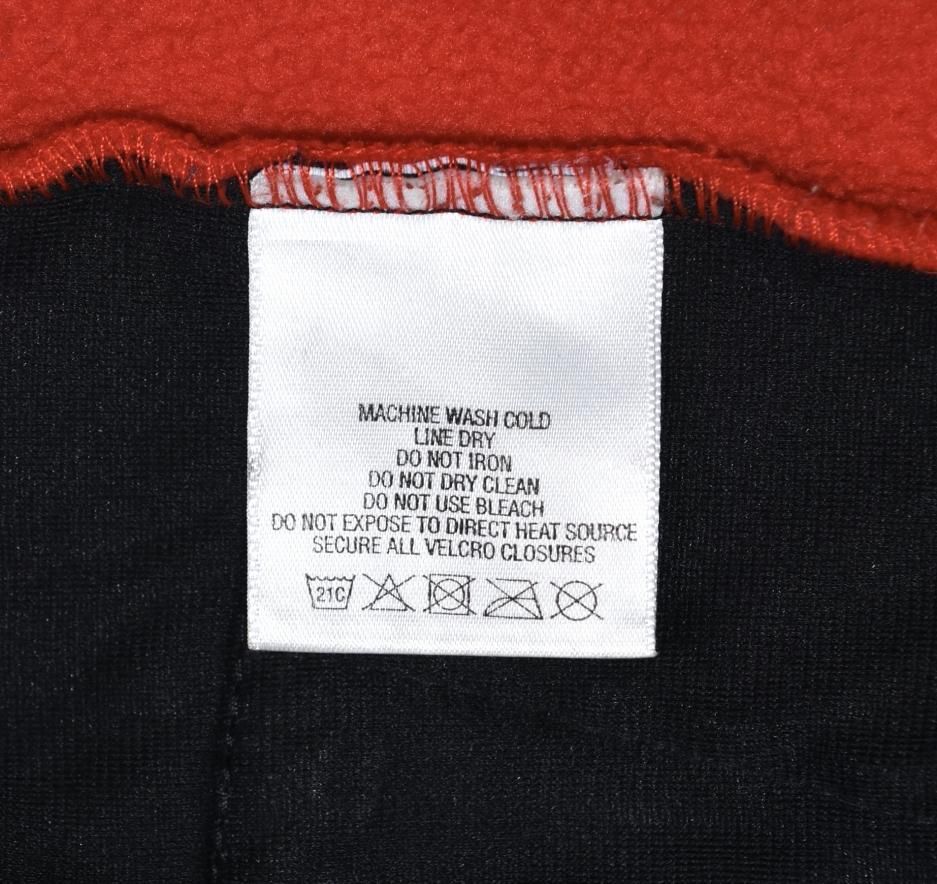 MACHINE WASH COLD
LINE DRY
DO NOT IRON
DO NOT DRY CLEAN
DO NOT USE BLEACH
DO NOT EXPOSE TO DIRECT HEAT SOURCE
SECURE ALL VELCRO CLOSURES
21C